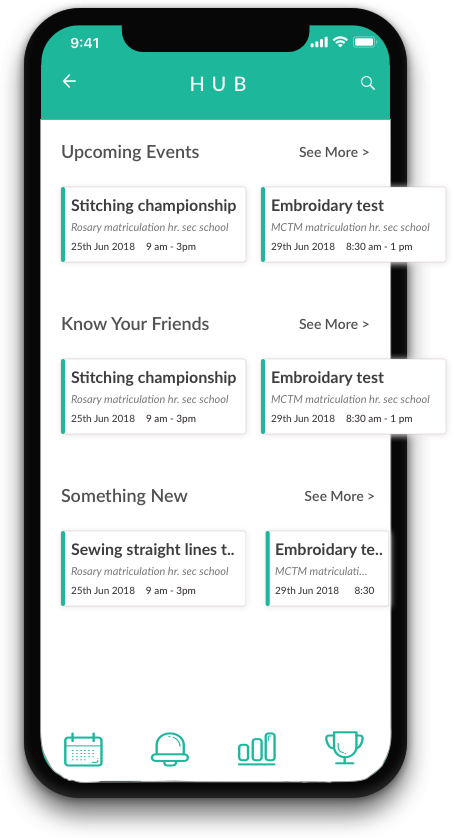 9:41
HUB
Upcoming Events See More >
Stitching championship Embroidary test
Rosary matriculation hr. sec school MCTM matriculation hr. sec school
25th Jun 2018 9 am - 3pm 29th Jun 2018 8:30 am - 1 pm
Know Your Friends See More >
Stitching championship Embroidary test
Rosary matriculation hr. sec school MCTM matriculation hr. sec school
25th Jun 2018 9 am - 3pm 29th Jun 2018 8:30 am - 1 pm
Something New See More >
Sewing straight lines t.. Embroidary te..
Rosary matriculation hr. sec school MCTM matriculati...
25th Jun 2018 9 am - 3pm 29th Jun 2018 8:30